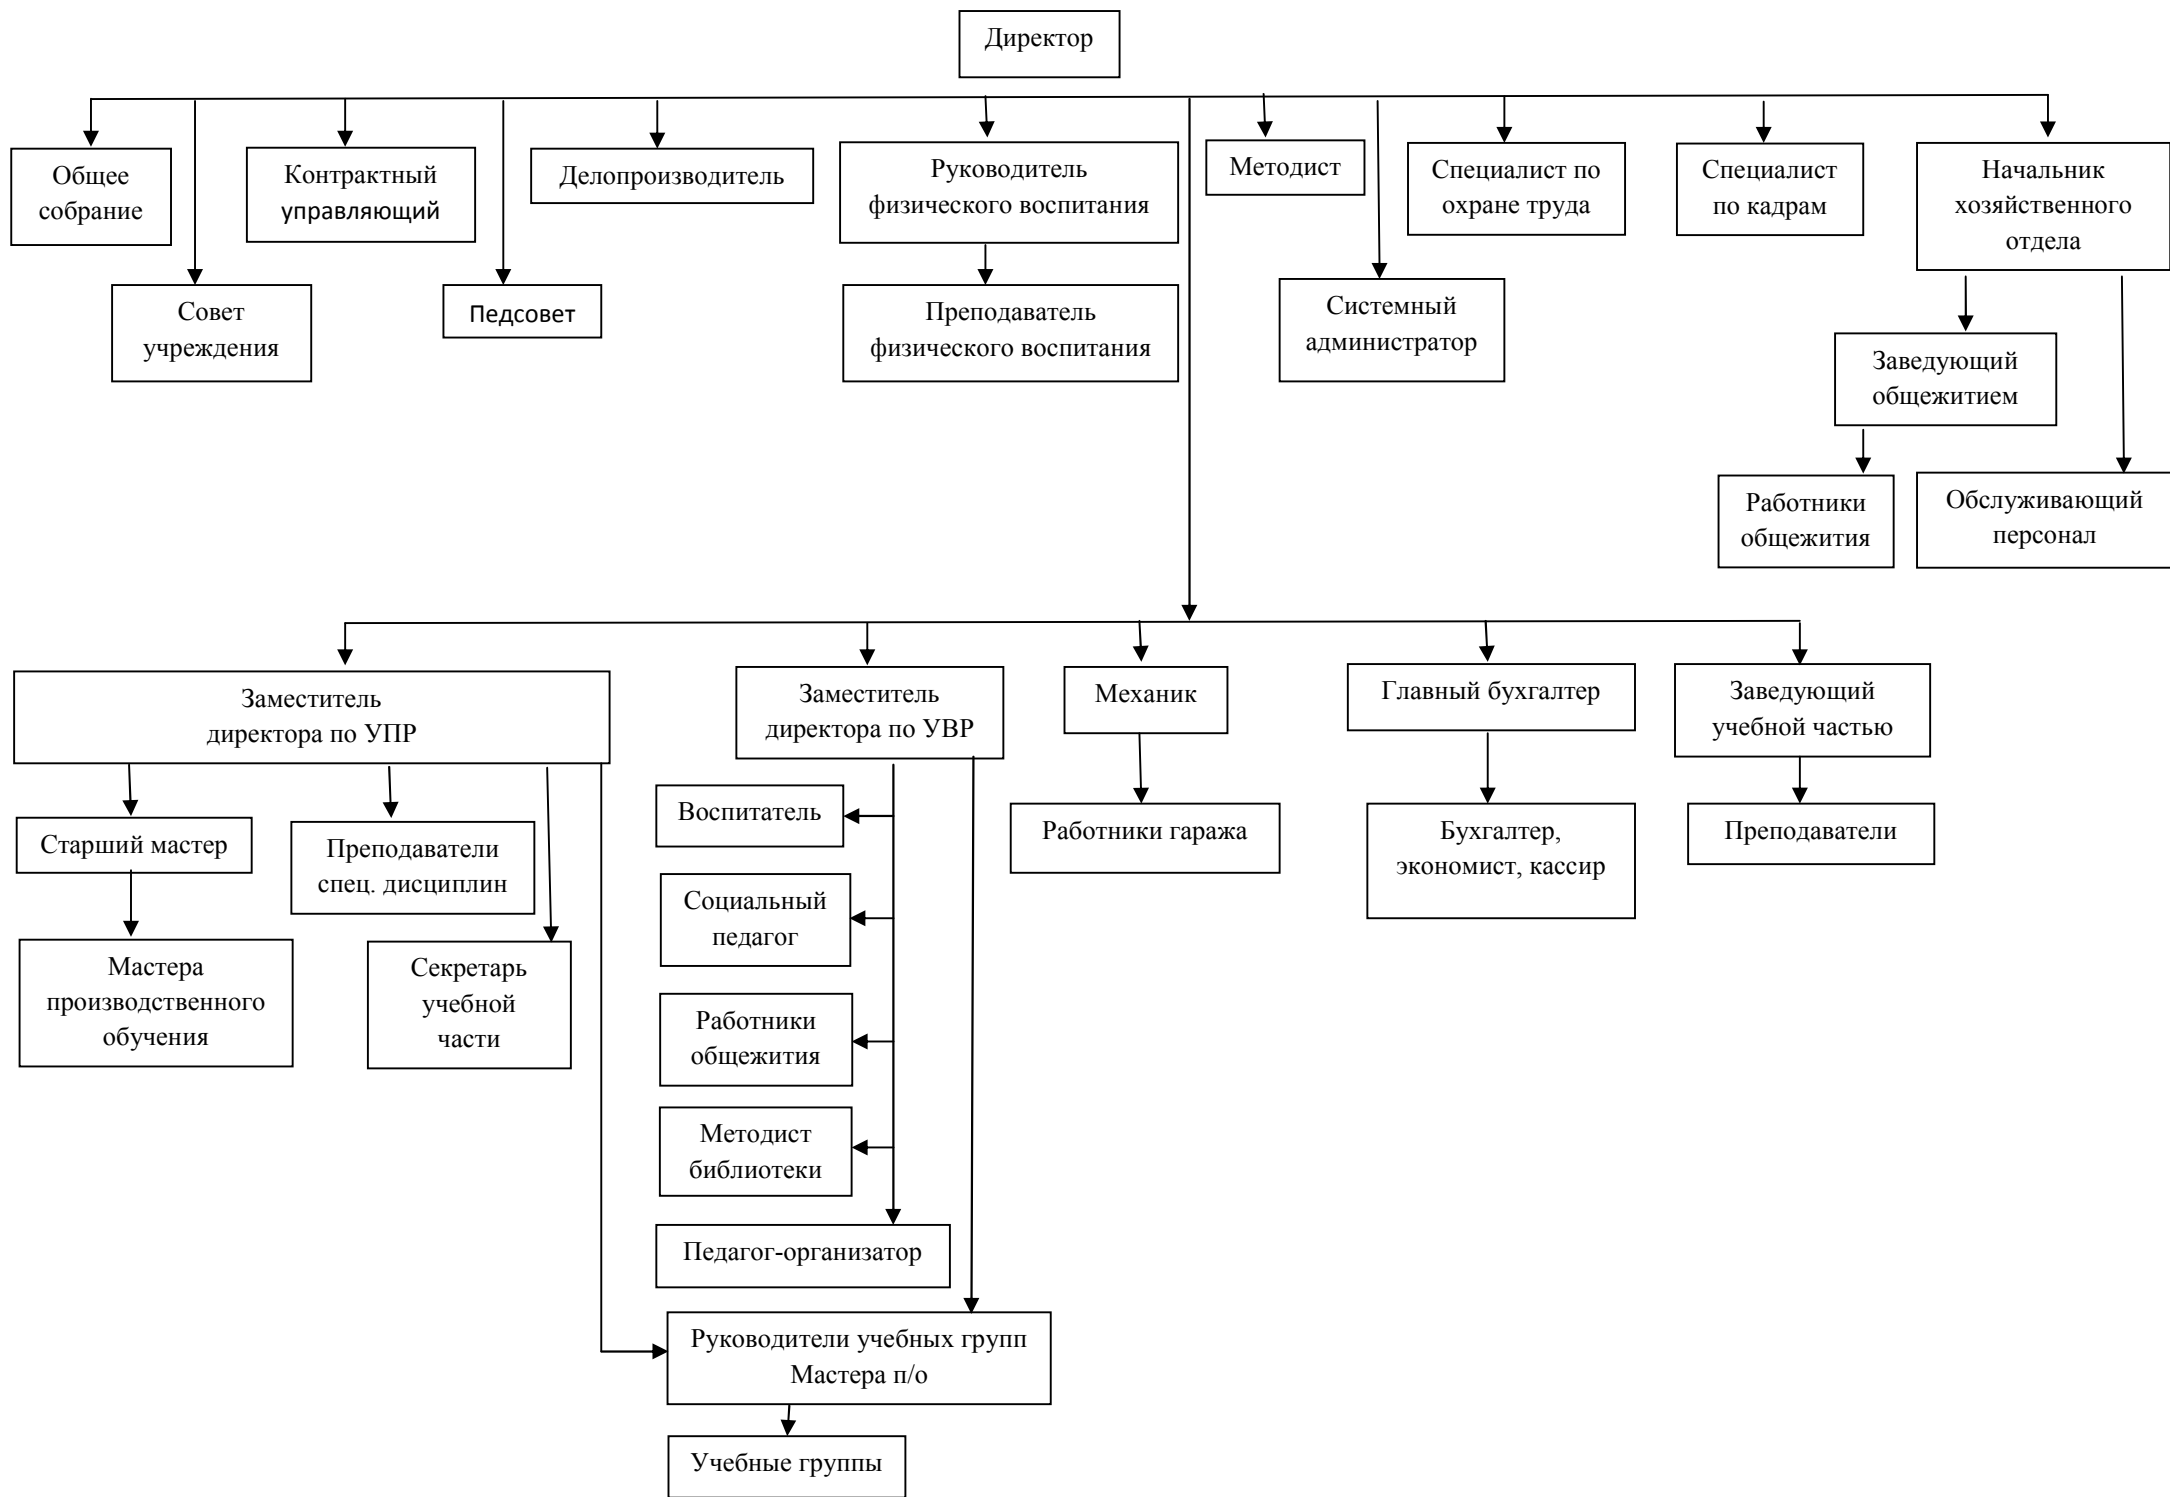 Директор
Общее
собрание
Контрактный
управляющий
Делопроизводитель
Руководитель
физического воспитания
Методист
Специалист по
охране труда
Специалист
по кадрам
Начальник
хозяйственного
отдела
Совет
учреждения
Педсовет
Преподаватель
физического воспитания
Системный
администратор
Заведующий
общежитием
Работники
общежития
Обслуживающий
персонал
Заместитель
директора по УПР
Заместитель
директора по УВР
Механик
Главный бухгалтер
Заведующий
учебной частью
Старший мастер
Преподаватели
спец. дисциплин
Воспитатель
Работники гаража
Бухгалтер,
экономист, кассир
Преподаватели
Мастера
производственного
обучения
Секретарь
учебной
части
Социальный
педагог
Работники
общежития
Методист
библиотеки
Педагог-организатор
Руководители учебных групп
Мастера п/о
Учебные группы